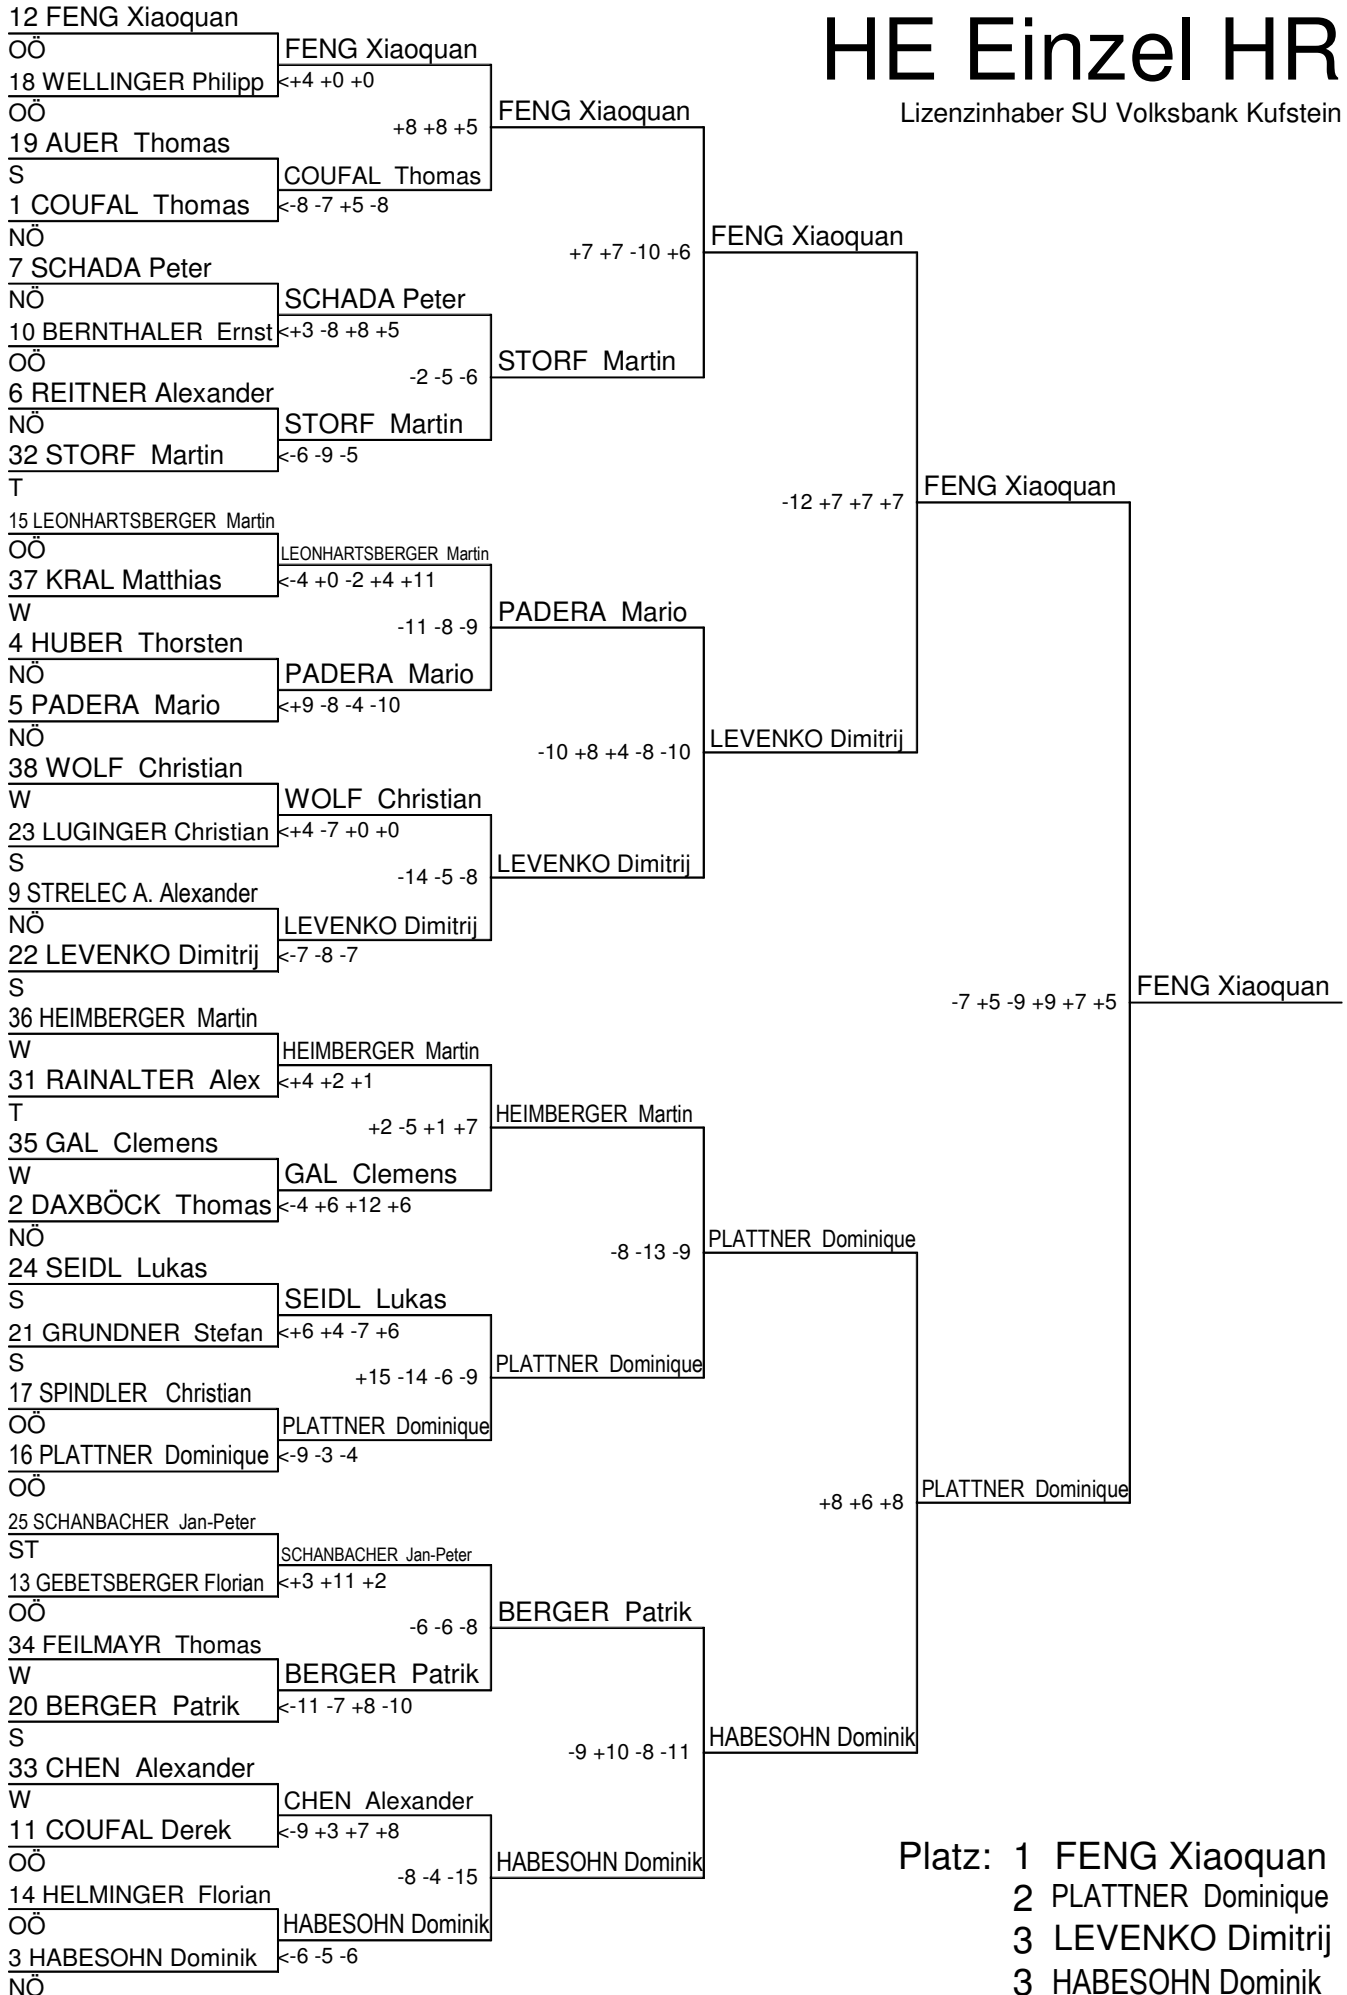 HE Einzel HR
Lizenzinhaber SU Volksbank Kufstein
12 FENG Xiaoquan
OÖ
FENG Xiaoquan
18 WELLINGER Philipp
<+4 +0 +0
OÖ
FENG Xiaoquan
+8 +8 +5
19 AUER Thomas
S
COUFAL Thomas
1 COUFAL Thomas
<-8 -7 +5 -8
NÖ
FENG Xiaoquan
+7 +7 -10 +6
7 SCHADA Peter
NÖ
SCHADA Peter
10 BERNTHALER Ernst
<+3 -8 +8 +5
OÖ
STORF Martin
-2 -5 -6
6 REITNER Alexander
NÖ
STORF Martin
32 STORF Martin
<-6 -9 -5
T
FENG Xiaoquan
-12 +7 +7 +7
15 LEONHARTSBERGER Martin
OÖ
LEONHARTSBERGER Martin
37 KRAL Matthias
<-4 +0 -2 +4 +11
W
PADERA Mario
-11 -8 -9
4 HUBER Thorsten
NÖ
PADERA Mario
5 PADERA Mario
<+9 -8 -4 -10
NÖ
LEVENKO Dimitrij
-10 +8 +4 -8 -10
38 WOLF Christian
W
WOLF Christian
23 LUGINGER Christian
<+4 -7 +0 +0
S
LEVENKO Dimitrij
-14 -5 -8
9 STRELEC A. Alexander
NÖ
LEVENKO Dimitrij
22 LEVENKO Dimitrij
<-7 -8 -7
S
FENG Xiaoquan
-7 +5 -9 +9 +7 +5
36 HEIMBERGER Martin
W
HEIMBERGER Martin
31 RAINALTER Alex
<+4 +2 +1
T
HEIMBERGER Martin
+2 -5 +1 +7
35 GAL Clemens
W
GAL Clemens
2 DAXBÖCK Thomas
<-4 +6 +12 +6
NÖ
PLATTNER Dominique
-8 -13 -9
24 SEIDL Lukas
S
SEIDL Lukas
21 GRUNDNER Stefan
<+6 +4 -7 +6
S
PLATTNER Dominique
+15 -14 -6 -9
17 SPINDLER Christian
OÖ
PLATTNER Dominique
16 PLATTNER Dominique
<-9 -3 -4
OÖ
PLATTNER Dominique
+8 +6 +8
25 SCHANBACHER Jan-Peter
ST
SCHANBACHER Jan-Peter
13 GEBETSBERGER Florian
<+3 +11 +2
OÖ
BERGER Patrik
-6 -6 -8
34 FEILMAYR Thomas
W
BERGER Patrik
20 BERGER Patrik
<-11 -7 +8 -10
S
HABESOHN Dominik
-9 +10 -8 -11
33 CHEN Alexander
W
CHEN Alexander
11 COUFAL Derek
<-9 +3 +7 +8
OÖ
HABESOHN Dominik
-8 -4 -15
14 HELMINGER Florian
OÖ
HABESOHN Dominik
3 HABESOHN Dominik
<-6 -5 -6
NÖ
Platz: 1 FENG Xiaoquan
2 PLATTNER Dominique
3 LEVENKO Dimitrij
3 HABESOHN Dominik